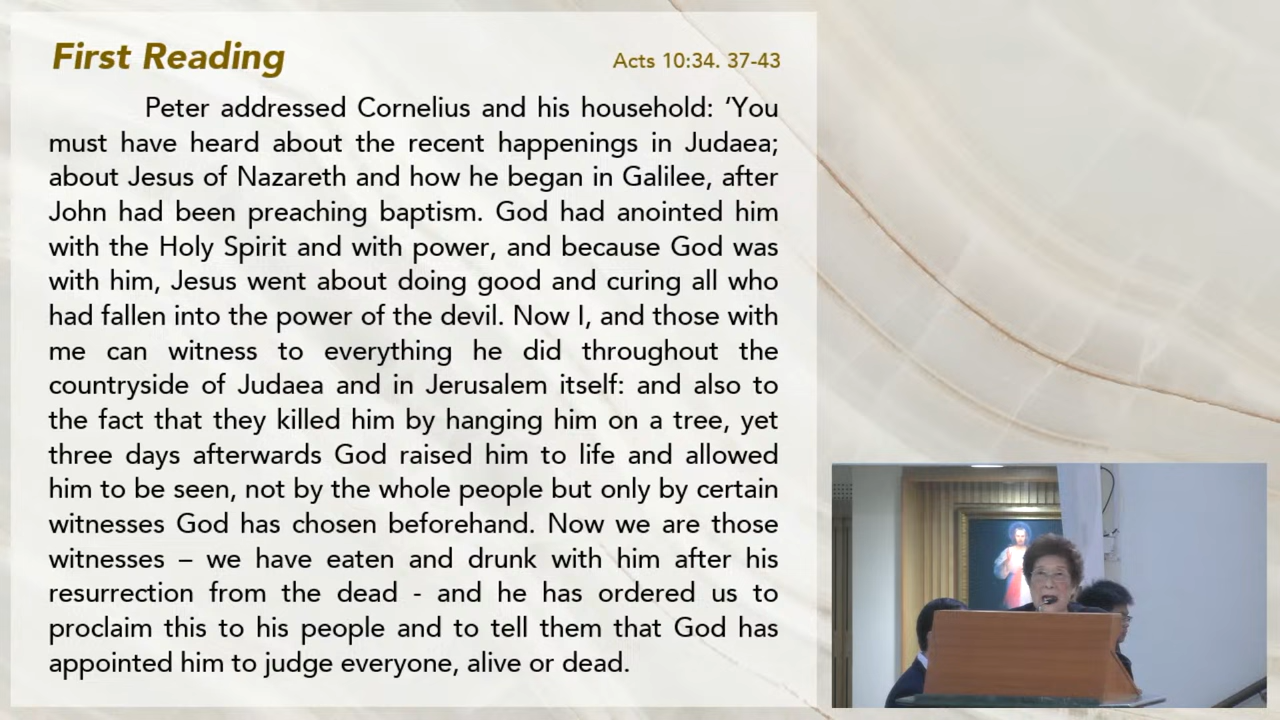 First Reading
Acts 10:34. 37-43
Peter addressed Cornelius and his household: ‘You
must have heard about the recent happenings in Judaea;
about Jesus of Nazareth and how he began in Galilee, after
John had been preaching baptism. God had anointed him
with the Holy Spirit and with power, and because God was
with him, Jesus went about doing good and curing all who
had fallen into the power of the devil. Now I, and those with
me can witness to everything he did throughout the
countryside of Judaea and in Jerusalem itself: and also to
the fact that they killed him by hanging him on a tree, yet
three days afterwards God raised him to life and allowed
him to be seen, not by the whole people but only by certain
witnesses God has chosen beforehand. Now we are those
witnesses – we have eaten and drunk with him after his
resurrection from the dead - and he has ordered us to
proclaim this to his people and to tell them that God has
appointed him to judge everyone, alive or dead.